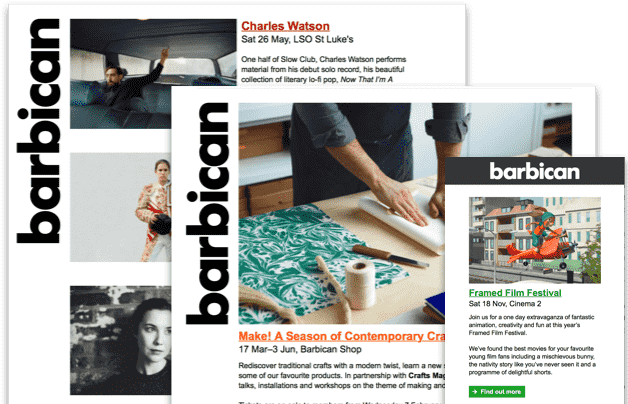 barbican
Charles Watson
Sat 26 May, LSO St Luke's
One half of Slow Club, Charles Watson performs
material from his debut solo record, his beautiful
collection of literary lo-fi pop, Now That I'm A
barbican
Make! A Season of Contemporary Cra
17 Mar–3 Jun, Barbican Shop
Rediscover traditional crafts with a modern twist, learn a new s
some of our favourite products. In partnership with Crafts Mag
talks, installations and workshops on the theme of making and
barbican
Framed Film Festival
Sat 18 Nov, Cinema 2
Join us for a one day extravaganza of fantastic
animation, creativity and fun at this year's
Framed Film Festival.
We've found the best movies for your favourite
young film fans including a mischievous bunny,
the nativity story like you've never seen it and a
programme of delightful shorts.
→ Find out more